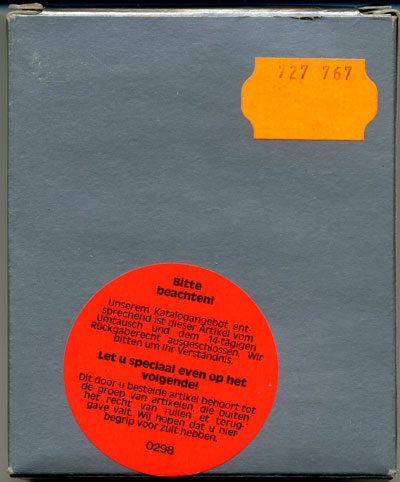 727 767
Bitte
beachten!
Unserem Katalogangebot ent-
sprechend ist dieser Artikel vom
Umtausch und dem 14-tägigen
Rückgaberecht ausgeschlossen. Wir
bitten um Ihr Verständnis.
Let u speciaal even op het
volgende!
Dit door u bestelde artikel behoort tot
de groep van artikelen, die buiten
het recht van ruilen et terug-
gave valt. Wij hopen dat u hier
begrip voor zult hebben.
0298